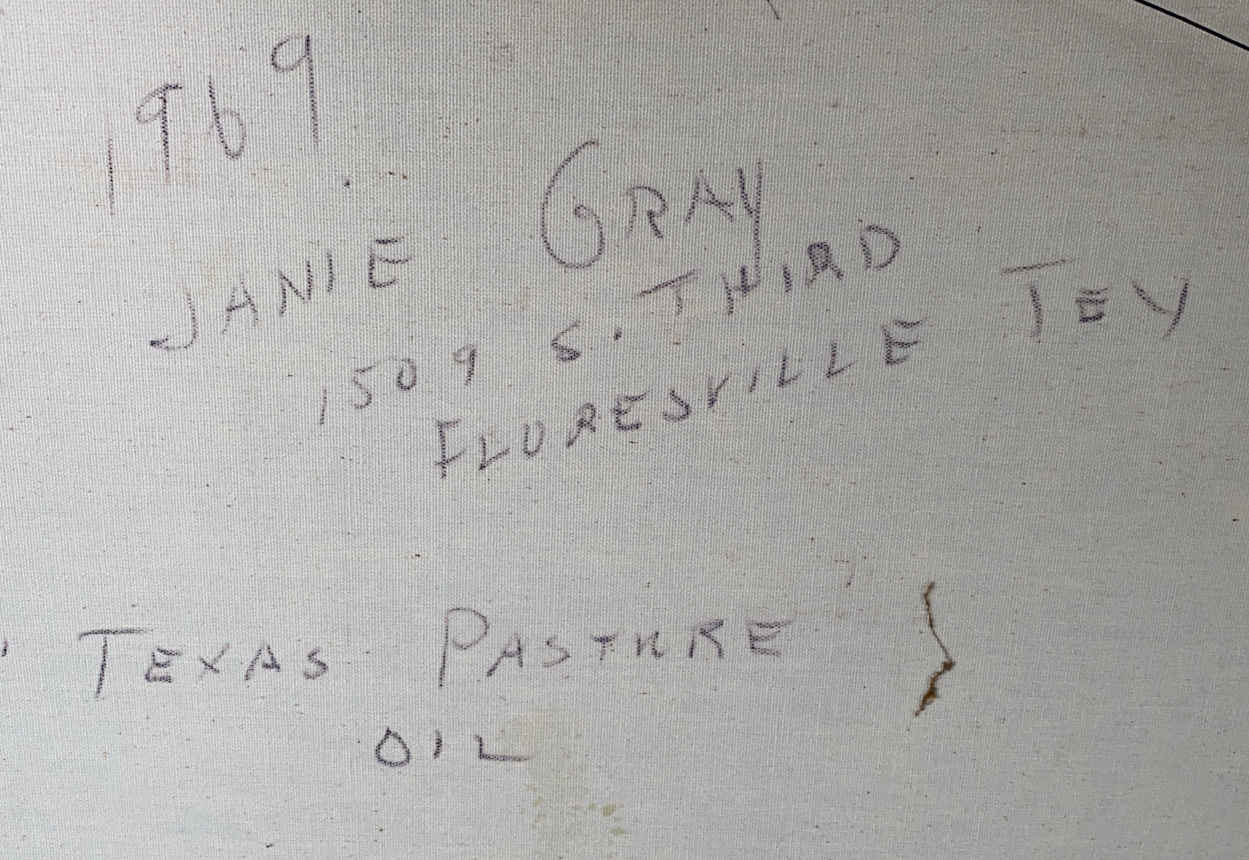 1969
JANIE GRAY
1509 S. THIRD
FLORESVILLE TEX
TEXAS PASTURE
OIL